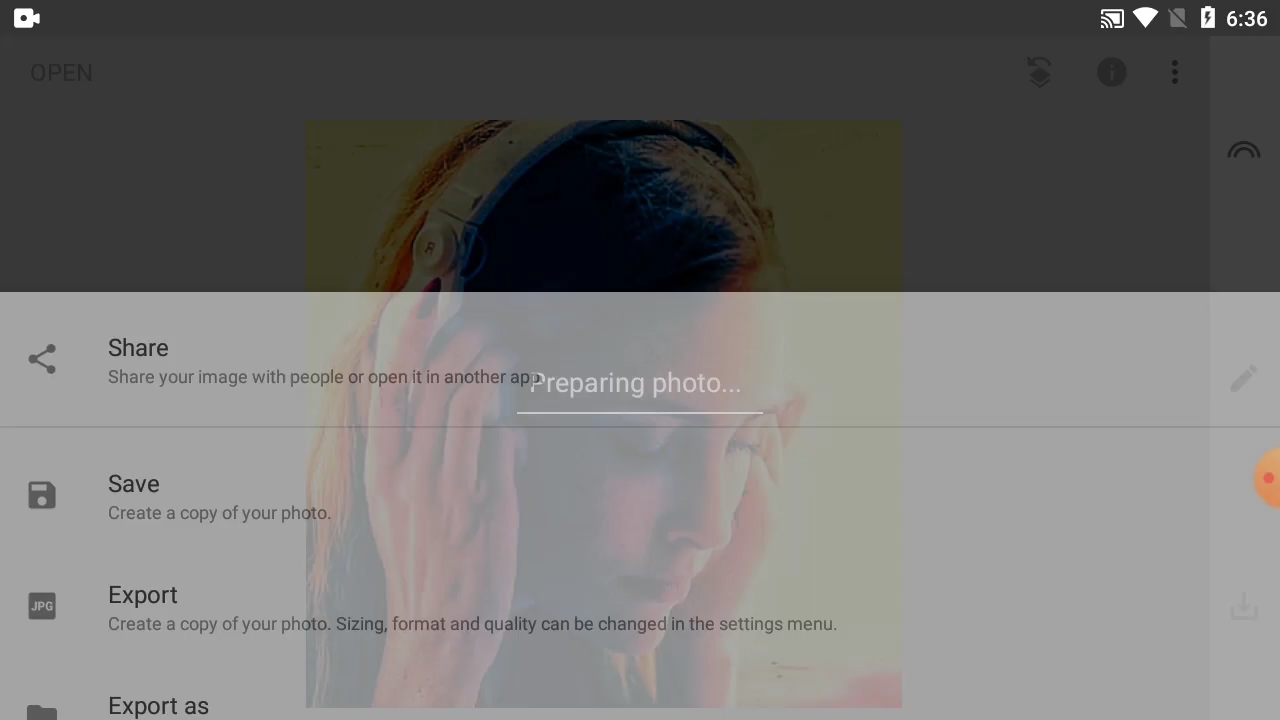 6:36
OPEN
Share
Share your image with people or open it in another app
Preparing photo...
Save
Create a copy of your photo.
JPG
Export
Create a copy of your photo. Sizing, format and quality can be changed in the settings menu.
Export as